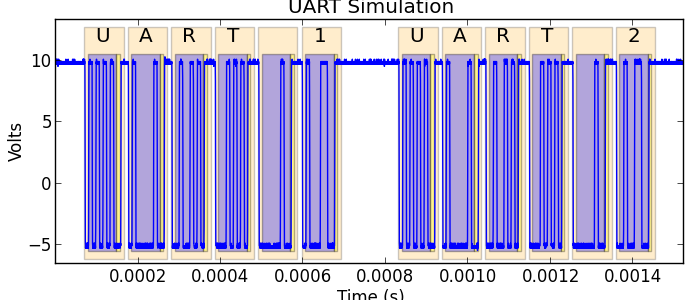 UART Simulation
U A R T 1 U A R T 2
10
5
0
−5
Volts
0.0002 0.0004 0.0006 0.0008 0.0010 0.0012 0.0014
Time (s)